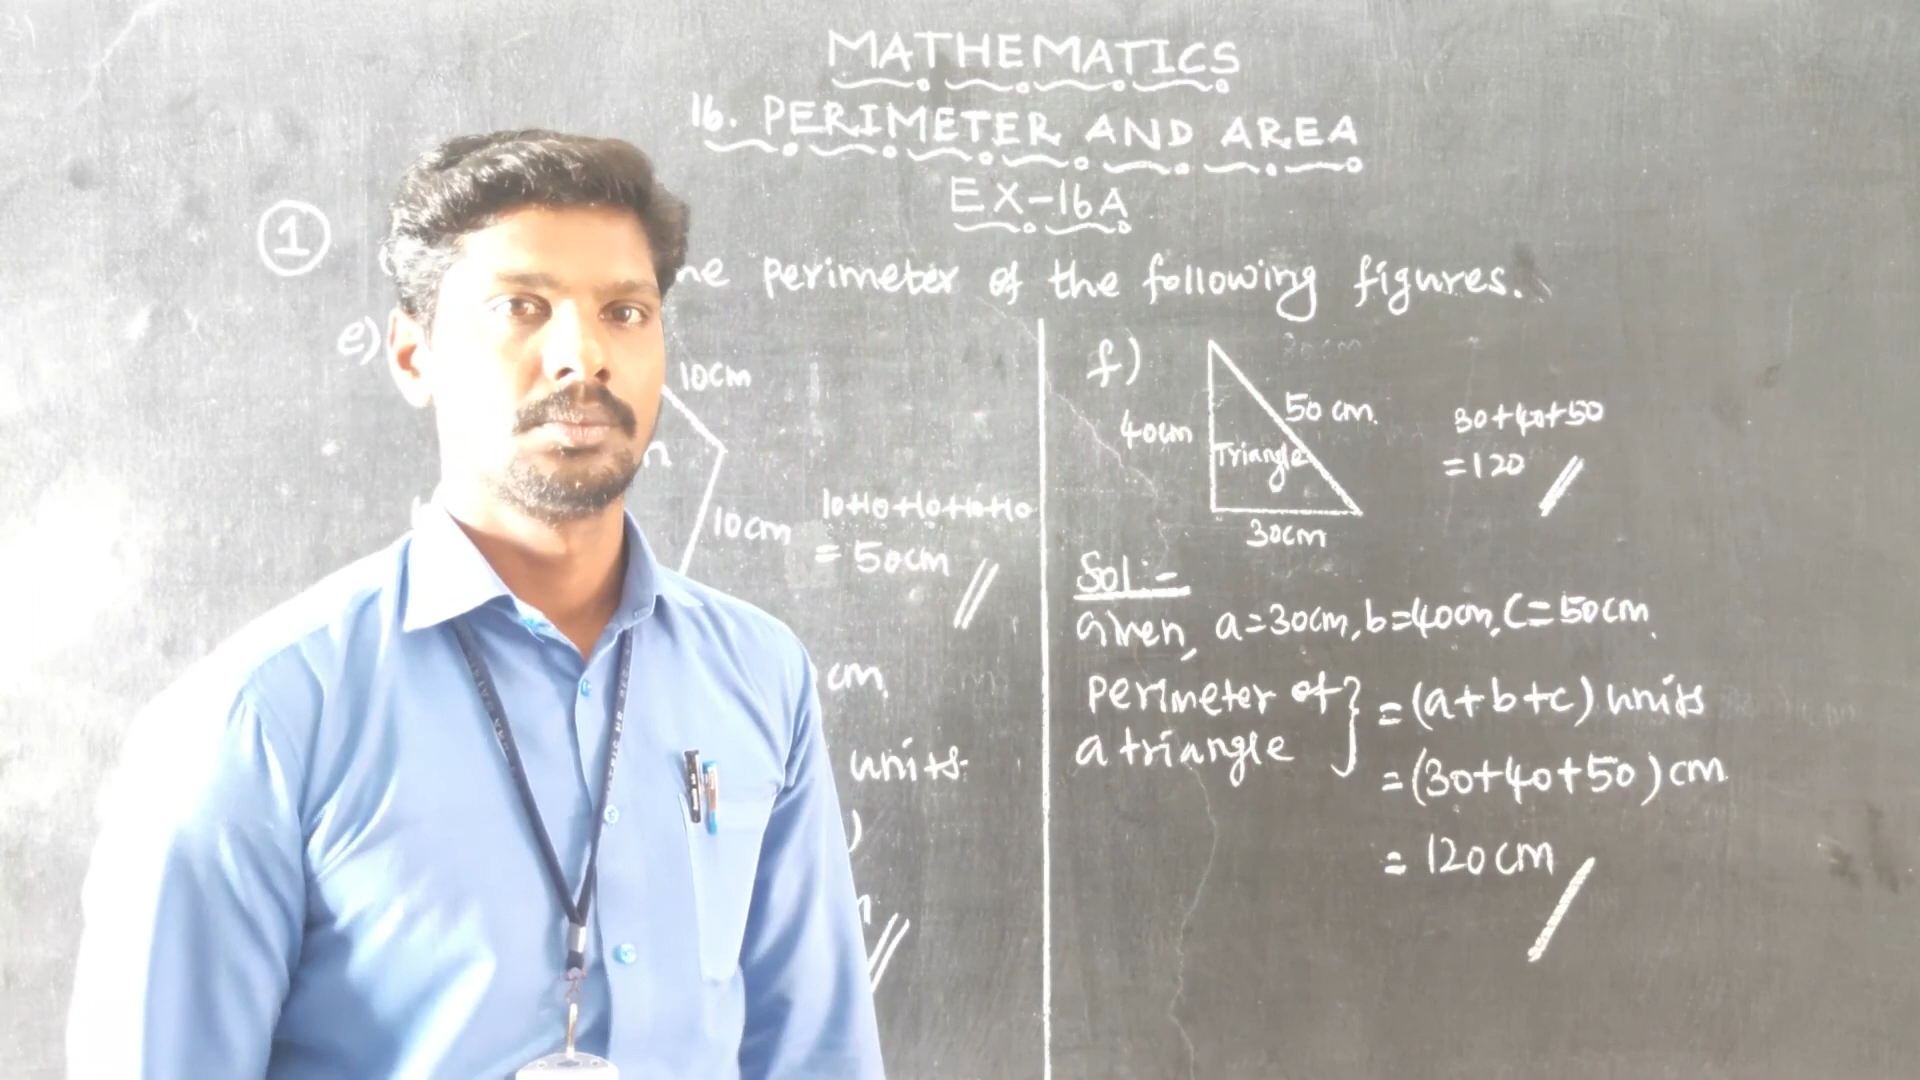 MATHEMATICS
16. PERIMETER AND AREA
EX-16A
1
perimeter of the following figures.
e)
10cm
10cm
10+10+10+10+10
= 50cm
cm.
units.
)
f)
40cm
50 cm.
Triangle
30cm
30+40+50
=120
Sol:-
Given, a=30cm, b=40cm, C=50cm.
Perimeter of } = (a+b+c) units
a triangle
= (30+40+50) cm
= 120cm